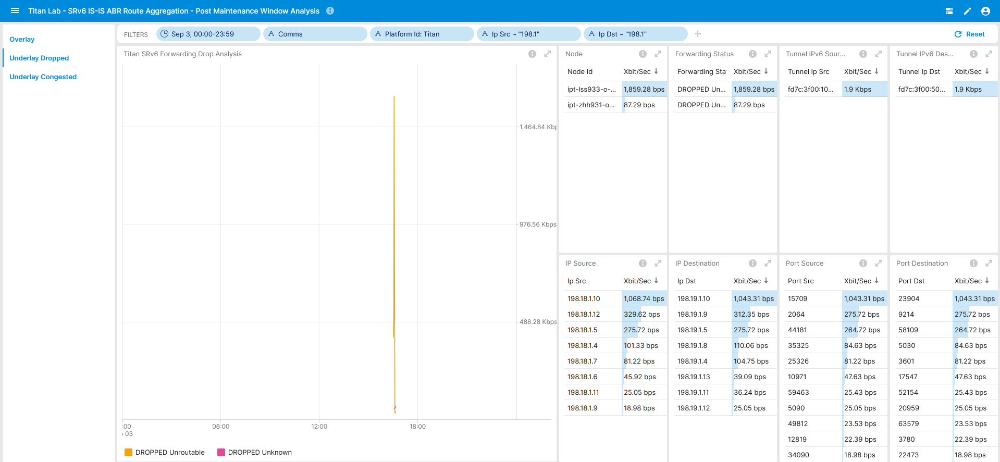 Titan Lab - SRv6 IS-IS ABR Route Aggregation - Post Maintenance Window Analysis
FILTERS
Sep 3, 00:00-23:59
Comms
Platform Id: Titan
Ip Src ~ "198.1"
Ip Dst ~ "198.1"
Reset
Overlay
Underlay Dropped
Underlay Congested
Titan SRv6 Forwarding Drop Analysis
1,464.84 Kbp
976.56 Kbps
488.28 Kbps
:00
03
06:00
12:00
18:00
DROPPED Unroutable
DROPPED Unknown
Node
Node Id Xbit/Sec
ipt-lss933-o-... 1,859.28 bps
ipt-zhh931-o... 87.29 bps
Forwarding Status
Forwarding Sta Xbit/Sec
DROPPED Un... 1,859.28 bps
DROPPED Un... 87.29 bps
Tunnel IPv6 Sour...
Tunnel Ip Src Xbit/Sec
fd7c:3f00:10... 1.9 Kbps
Tunnel IPv6 Des...
Tunnel Ip Dst Xbit/Sec
fd7c:3f00:50... 1.9 Kbps
IP Source
Ip Src Xbit/Sec
198.18.1.10 1,068.74 bps
198.18.1.12 329.62 bps
198.18.1.5 275.72 bps
198.18.1.4 101.33 bps
198.18.1.7 81.22 bps
198.18.1.6 45.92 bps
198.18.1.11 25.05 bps
198.18.1.9 18.98 bps
IP Destination
Ip Dst Xbit/Sec
198.19.1.10 1,043.31 bps
198.19.1.9 312.35 bps
198.19.1.5 275.72 bps
198.19.1.8 110.06 bps
198.19.1.4 104.75 bps
198.19.1.13 39.09 bps
198.19.1.11 36.24 bps
198.19.1.12 25.05 bps
Port Source
Port Src Xbit/Sec
15709 1,043.31 bps
2064 275.72 bps
44181 264.72 bps
35325 84.63 bps
25326 81.22 bps
10971 47.63 bps
59463 25.43 bps
5090 25.05 bps
49812 23.53 bps
12819 22.39 bps
34090 18.98 bps
Port Destination
Port Dst Xbit/Sec
23904 1,043.31 bps
9214 275.72 bps
58109 264.72 bps
5030 84.63 bps
3601 81.22 bps
17547 47.63 bps
52154 25.43 bps
20959 25.05 bps
63579 23.53 bps
3780 22.39 bps
22473 18.98 bps